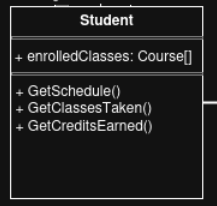 Student
+ enrolledClasses: Course[]
+ GetSchedule()
+ GetClassesTaken()
+ GetCreditsEarned()